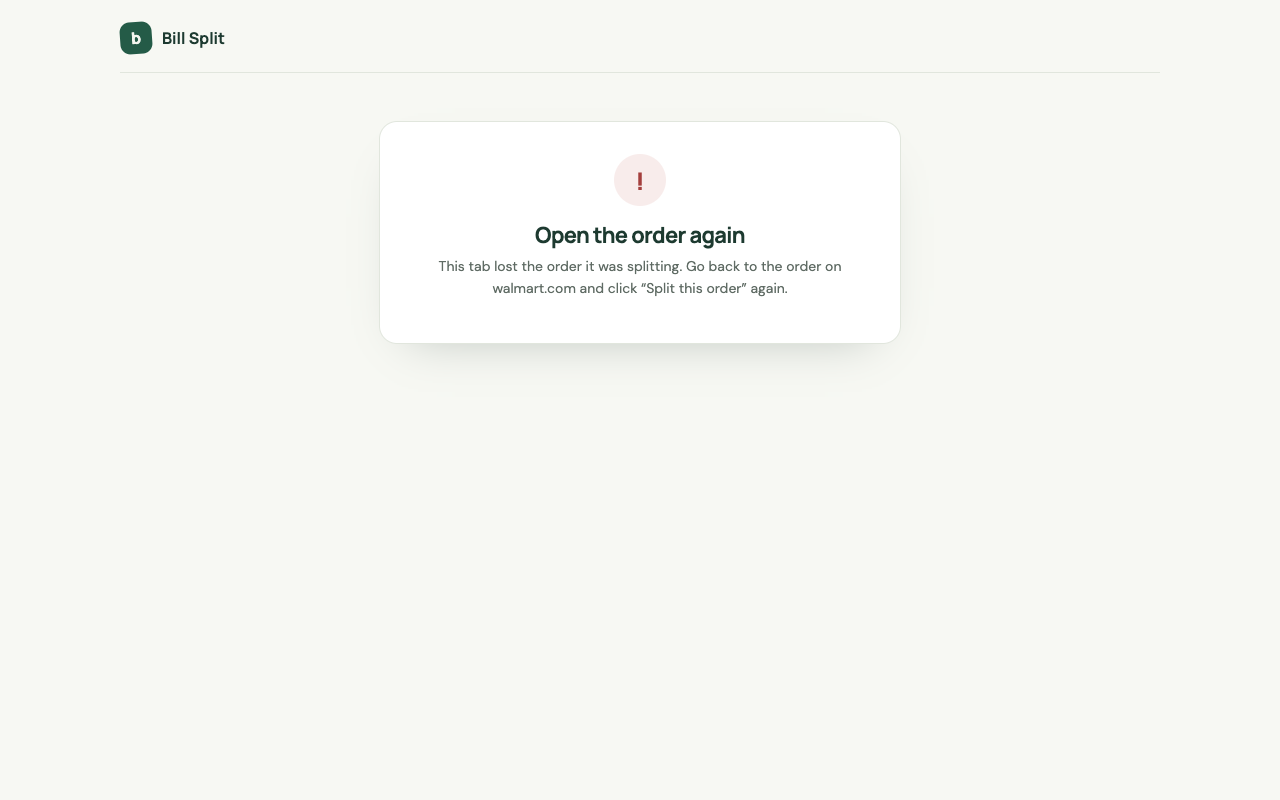 b
Bill Split
!
Open the order again
This tab lost the order it was splitting. Go back to the order on
walmart.com and click “Split this order” again.